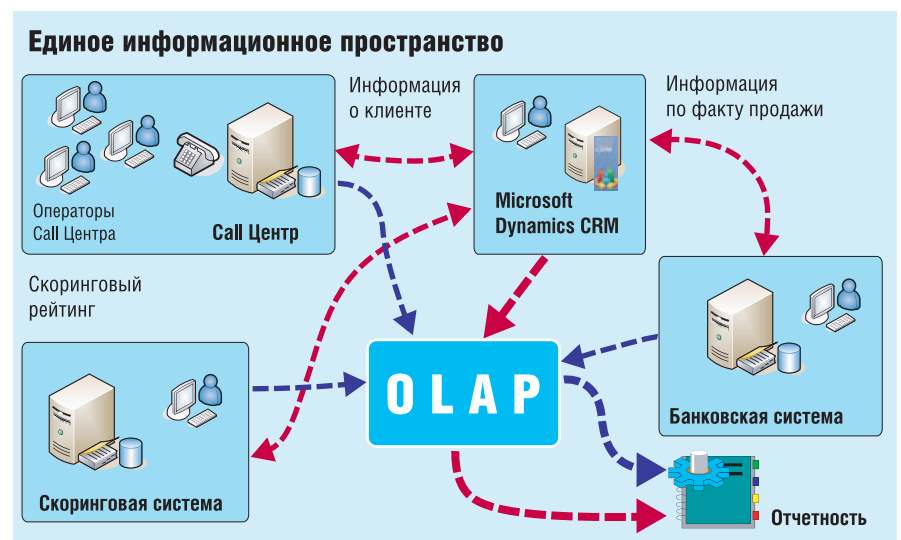 Единое информационное пространство
Информация
о клиенте
Информация
по факту продажи
Операторы
Call Центра
Call Центр
Microsoft
Dynamics CRM
Скоринговый
рейтинг
OLAP
Банковская система
Скоринговая система
Отчетность